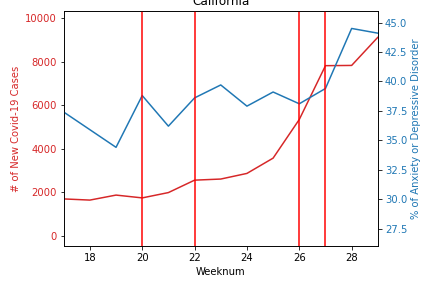 California
10000
8000
6000
4000
2000
0
# of New Covid-19 Cases
45.0
42.5
40.0
37.5
35.0
32.5
30.0
27.5
% of Anxiety or Depressive Disorder
18 20 22 24 26 28
Weeknum